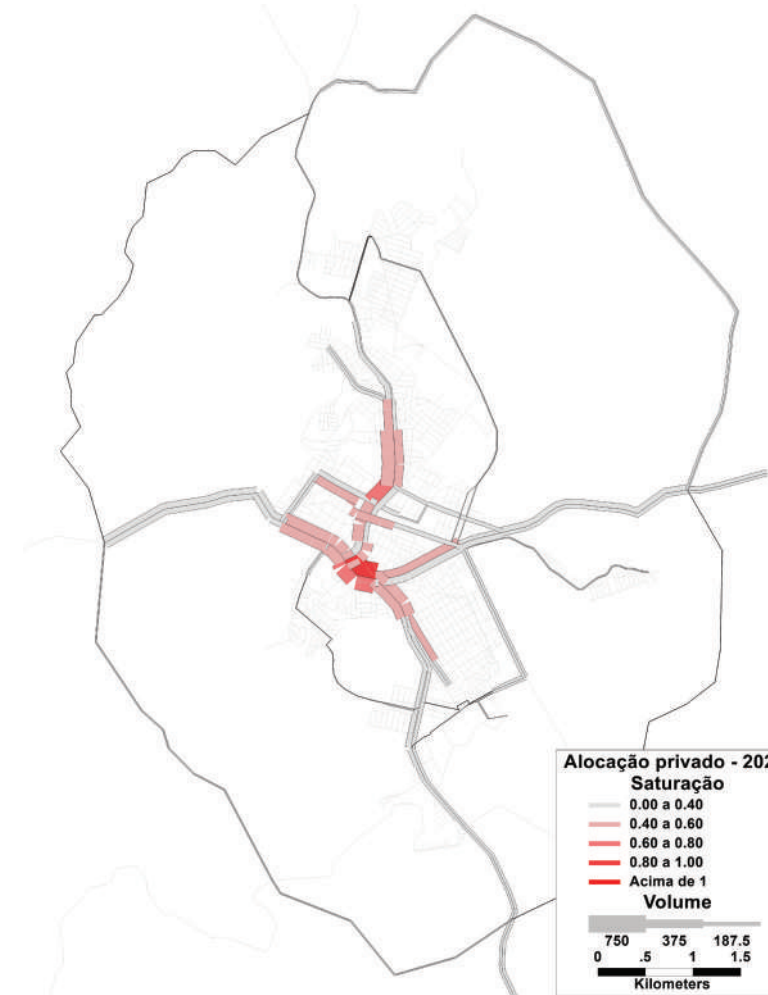 Alocação privado - 202
Saturação
0.00 a 0.40
0.40 a 0.60
0.60 a 0.80
0.80 a 1.00
Acima de 1
Volume
750 375 187.5
0 .5 1 1.5
Kilometers